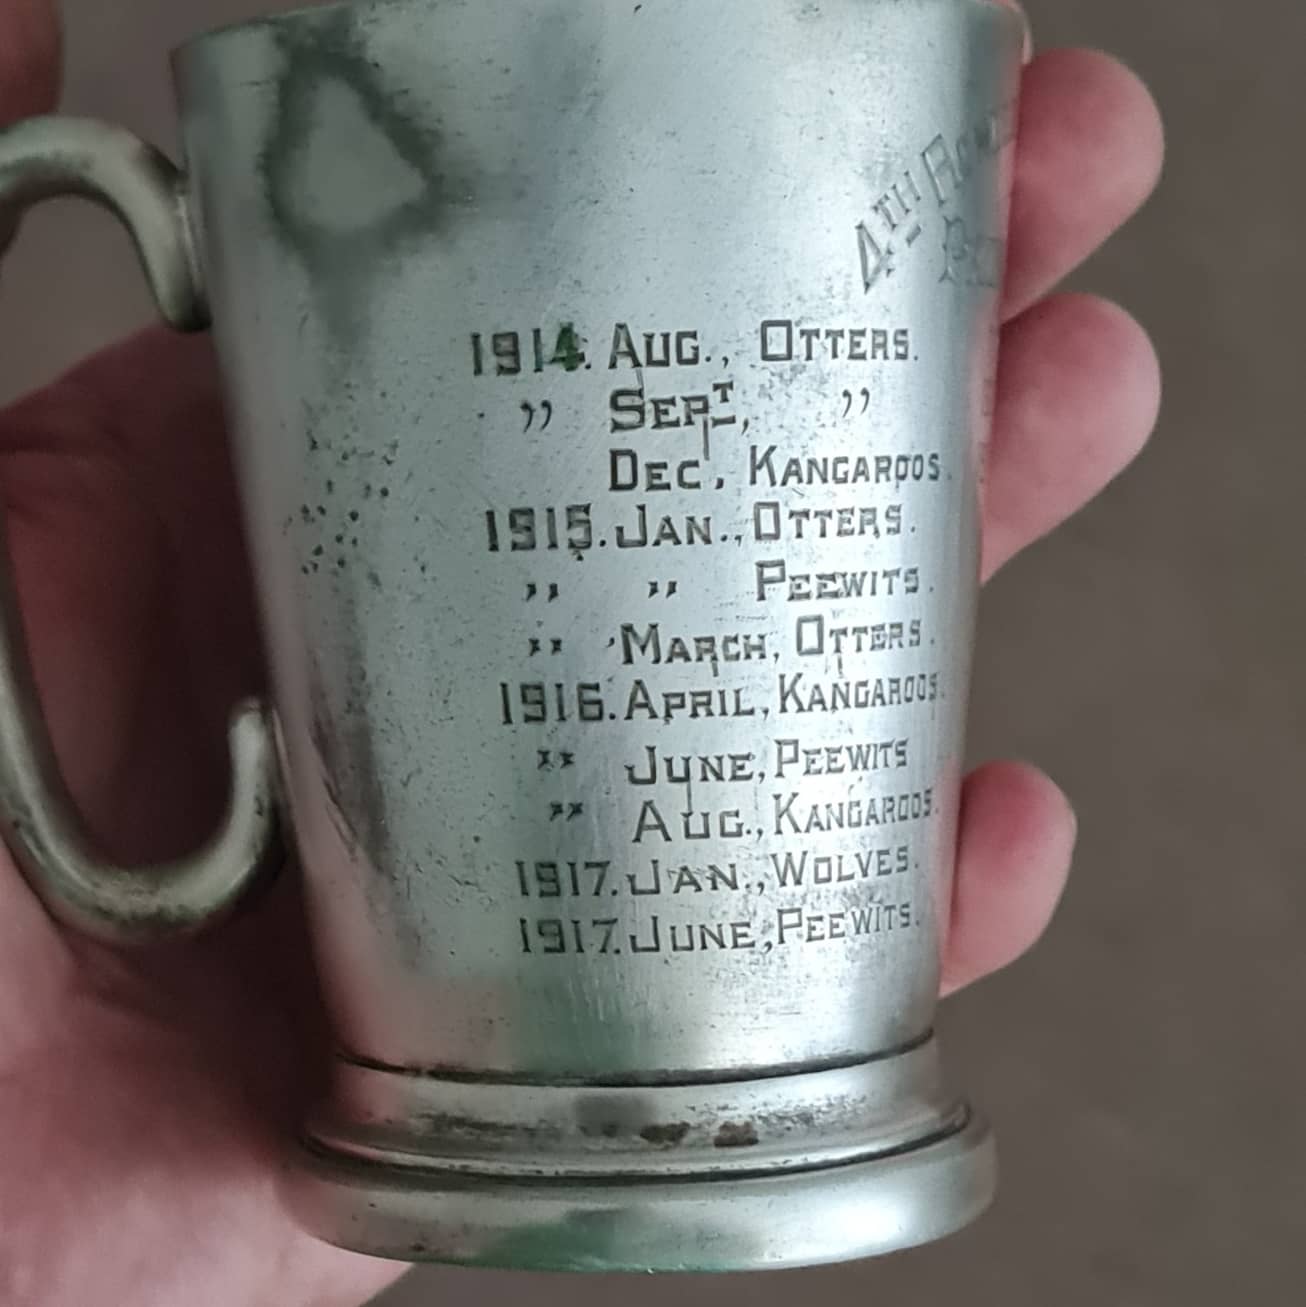 4TH
1914. AUG., OTTERS.
” SEPT, ”
DEC, KANGAROOS.
1915. JAN., OTTERS.
” ” PEEWITS.
” MARCH, OTTERS.
1916. APRIL, KANGAROOS.
” JUNE, PEEWITS
” AUG., KANGAROOS.
1917. JAN., WOLVES.
1917. JUNE, PEEWITS.